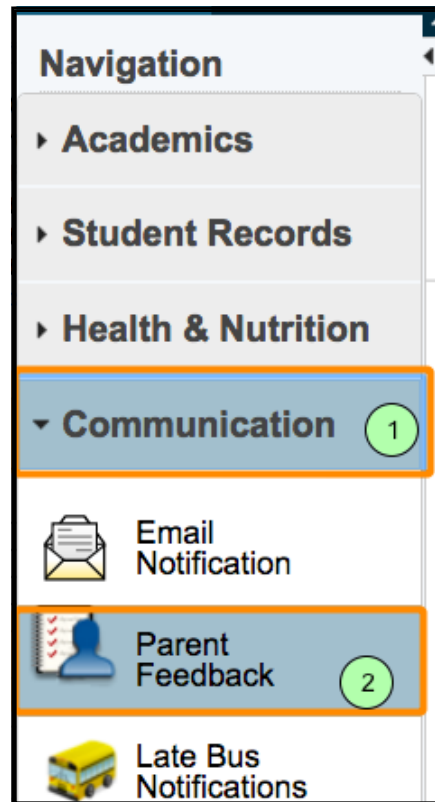 Navigation
Academics
Student Records
Health & Nutrition
Communication 1
Email
Notification
Parent
Feedback 2
Late Bus
Notifications